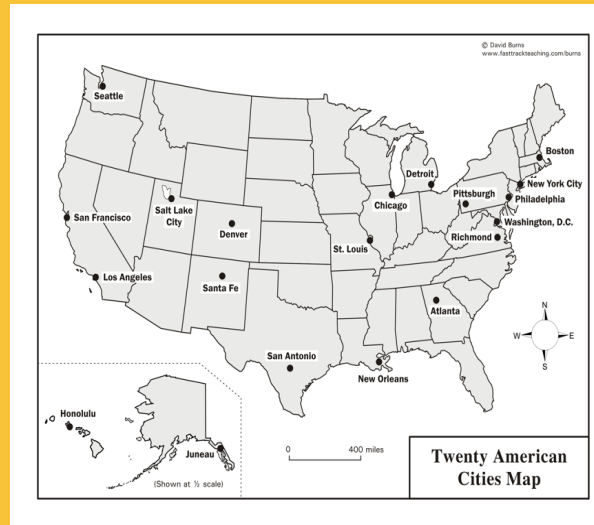 © David Burns
www.fasttrackteaching.com/burns
Seattle
Boston
Detroit
New York City
Pittsburgh
Philadelphia
Chicago
Salt Lake
City
San Francisco
Washington, D.C.
Denver
Richmond
St. Louis
Los Angeles
Santa Fe
Atlanta
N
W
E
S
San Antonio
New Orleans
Honolulu
Juneau
(Shown at ½ scale)
0
400 miles
Twenty American
Cities Map